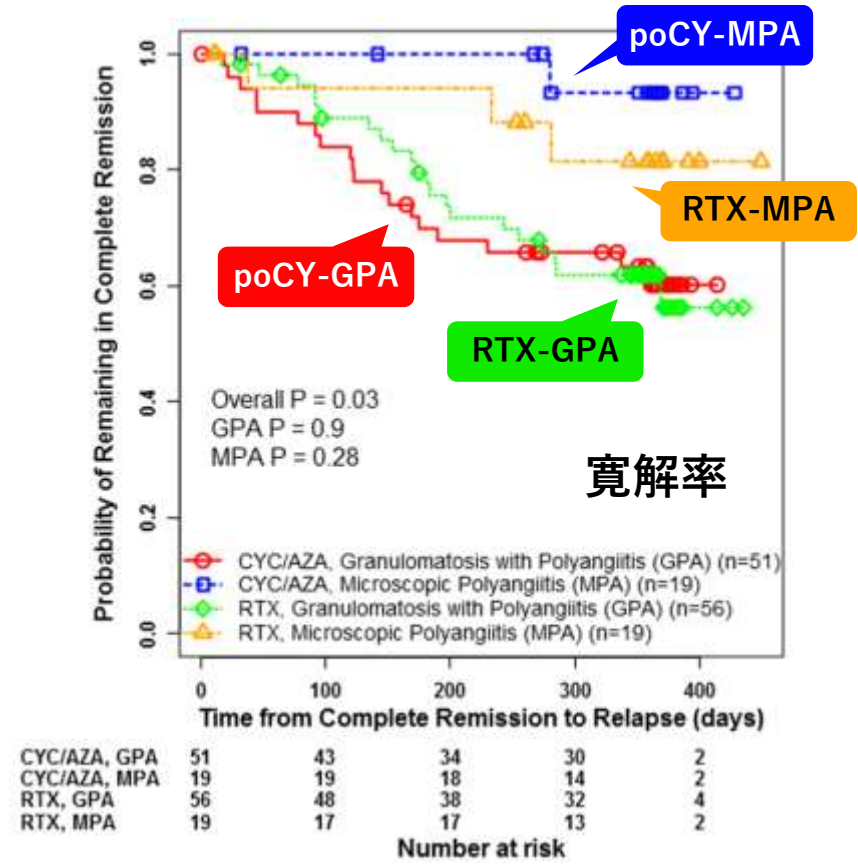 poCY-MPA
RTX-MPA
poCY-GPA
RTX-GPA
Probability of Remaining in Complete Remission
1.0
0.8
0.6
0.4
0.2
0.0
Overall P = 0.03
GPA P = 0.9
MPA P = 0.28
寛解率
CYC/AZA, Granulomatosis with Polyangiitis (GPA) (n=51)
CYC/AZA, Microscopic Polyangiitis (MPA) (n=19)
RTX, Granulomatosis with Polyangiitis (GPA) (n=56)
RTX, Microscopic Polyangiitis (MPA) (n=19)
0 100 200 300 400
Time from Complete Remission to Relapse (days)
CYC/AZA, GPA 51 43 34 30 2
CYC/AZA, MPA 19 19 18 14 2
RTX, GPA 56 48 38 32 4
RTX, MPA 19 17 17 13 2
Number at risk